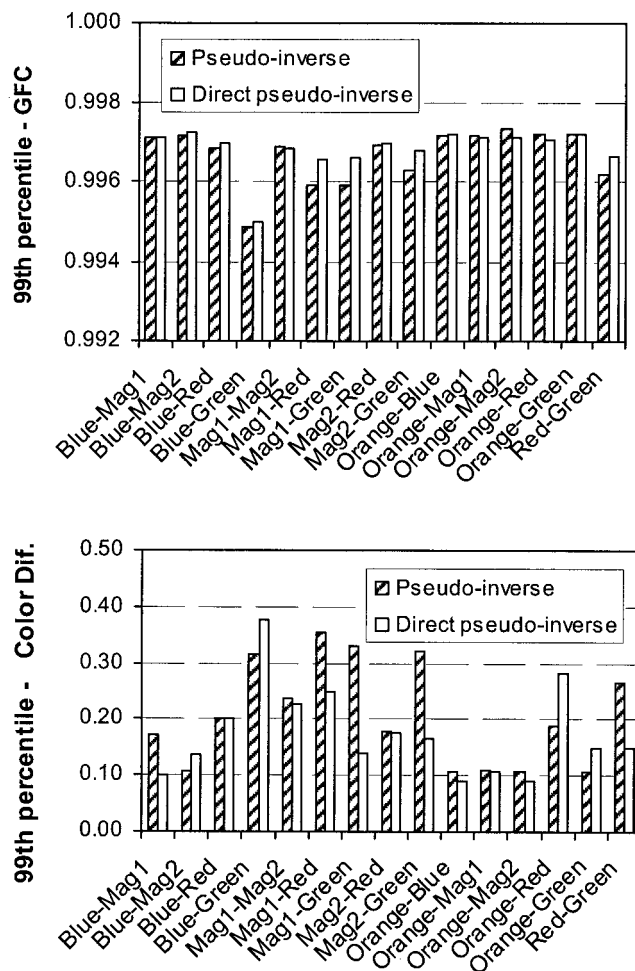 99th percentile - GFC
1.000
0.998
0.996
0.994
0.992
Pseudo-inverse
Direct pseudo-inverse
Blue-Mag1
Blue-Mag2
Blue-Red
Blue-Green
Mag1-Mag2
Mag1-Red
Mag1-Green
Mag2-Red
Mag2-Green
Orange-Blue
Orange-Mag1
Orange-Mag2
Orange-Red
Orange-Green
Red-Green
99th percentile - Color Dif.
0.50
0.40
0.30
0.20
0.10
0.00
Pseudo-inverse
Direct pseudo-inverse
Blue-Mag1
Blue-Mag2
Blue-Red
Blue-Green
Mag1-Mag2
Mag1-Red
Mag1-Green
Mag2-Red
Mag2-Green
Orange-Blue
Orange-Mag1
Orange-Mag2
Orange-Red
Orange-Green
Red-Green